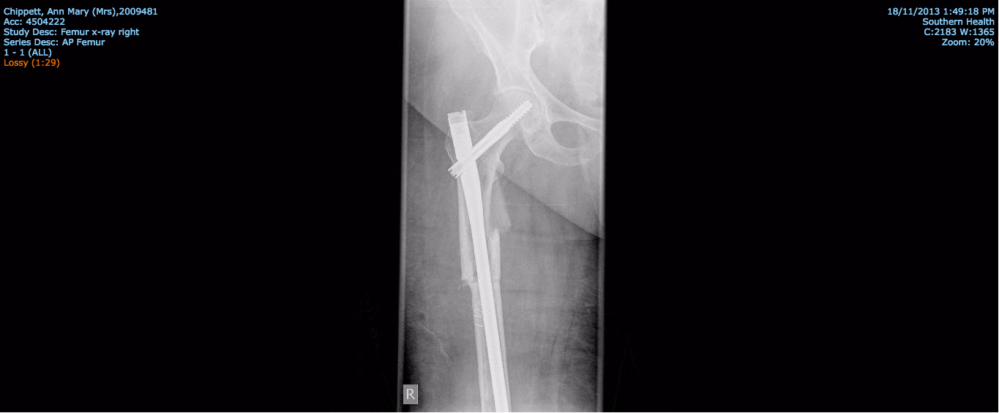 Chippett, Ann Mary (Mrs),2009481
Acc: 4504222
Study Desc: Femur x-ray right
Series Desc: AP Femur
1 - 1 (ALL)
Lossy (1:29)
18/11/2013 1:49:18 PM
Southern Health
C:2183 W:1365
Zoom: 20%
R